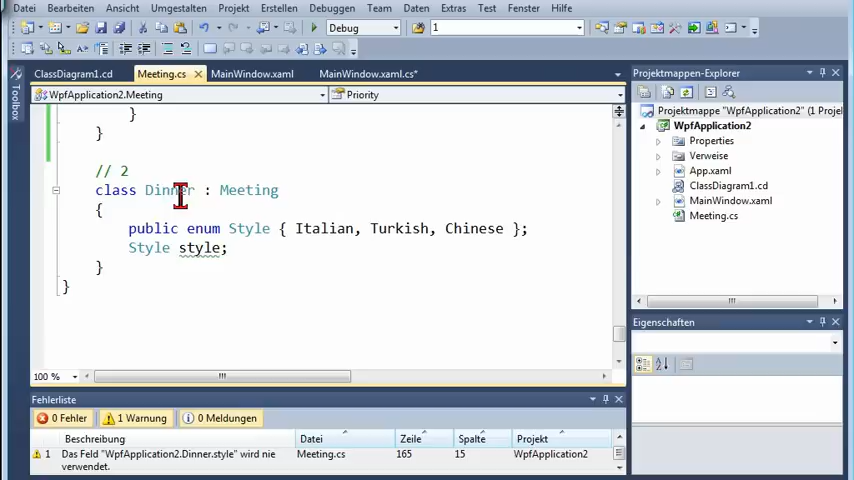 Datei Bearbeiten Ansicht Umgestalten Projekt Erstellen Debuggen Team Daten Extras Test Fenster Hilfe
Debug 1
ClassDiagram1.cd Meeting.cs MainWindow.xaml MainWindow.xaml.cs*
Toolbox
WpfApplication2.Meeting Priority
}
}
// 2
class Dinner : Meeting
{
public enum Style { Italian, Turkish, Chinese };
Style style;
}
}
100 %
Projektmappen-Explorer
Projektmappe "WpfApplication2" (1 Proj
WpfApplication2
Properties
Verweise
App.xaml
ClassDiagram1.cd
MainWindow.xaml
Meeting.cs
Eigenschaften
Fehlerliste
0 Fehler 1 Warnung 0 Meldungen
Beschreibung Datei Zeile Spalte Projekt
1 Das Feld "WpfApplication2.Dinner.style" wird nie Meeting.cs 165 15 WpfApplication2
verwendet.